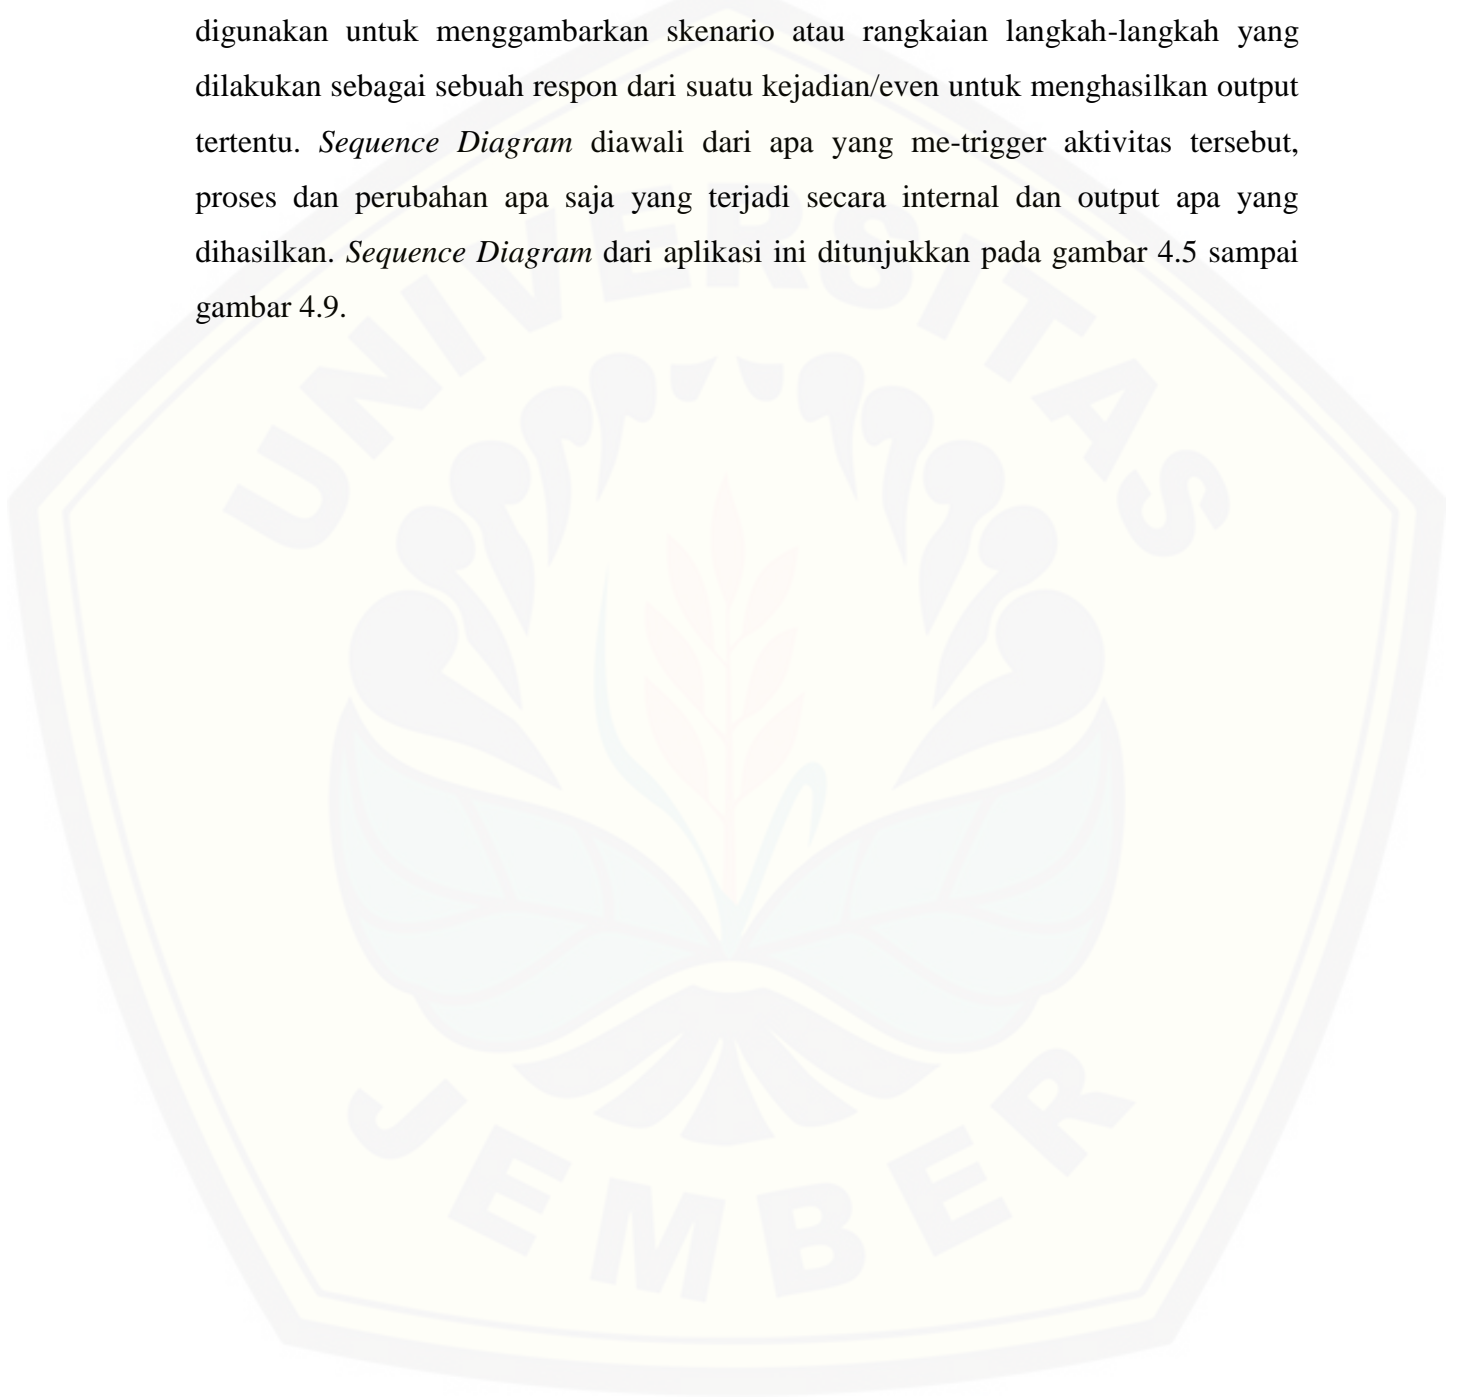 digunakan untuk menggambarkan skenario atau rangkaian langkah-langkah yang
dilakukan sebagai sebuah respon dari suatu kejadian/even untuk menghasilkan output
tertentu. Sequence Diagram diawali dari apa yang me-trigger aktivitas tersebut,
proses dan perubahan apa saja yang terjadi secara internal dan output apa yang
dihasilkan. Sequence Diagram dari aplikasi ini ditunjukkan pada gambar 4.5 sampai
gambar 4.9.
UNIVERSITAS
JEMBER